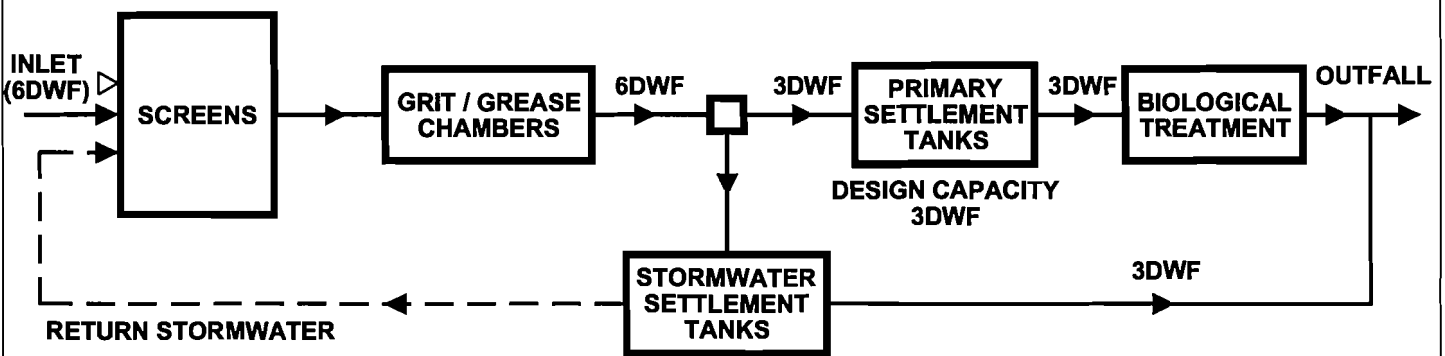 INLET
(6DWF)
SCREENS
GRIT / GREASE
CHAMBERS
6DWF
3DWF
PRIMARY
SETTLEMENT
TANKS
DESIGN CAPACITY
3DWF
3DWF
BIOLOGICAL
TREATMENT
OUTFALL
STORMWATER
SETTLEMENT
TANKS
3DWF
RETURN STORMWATER